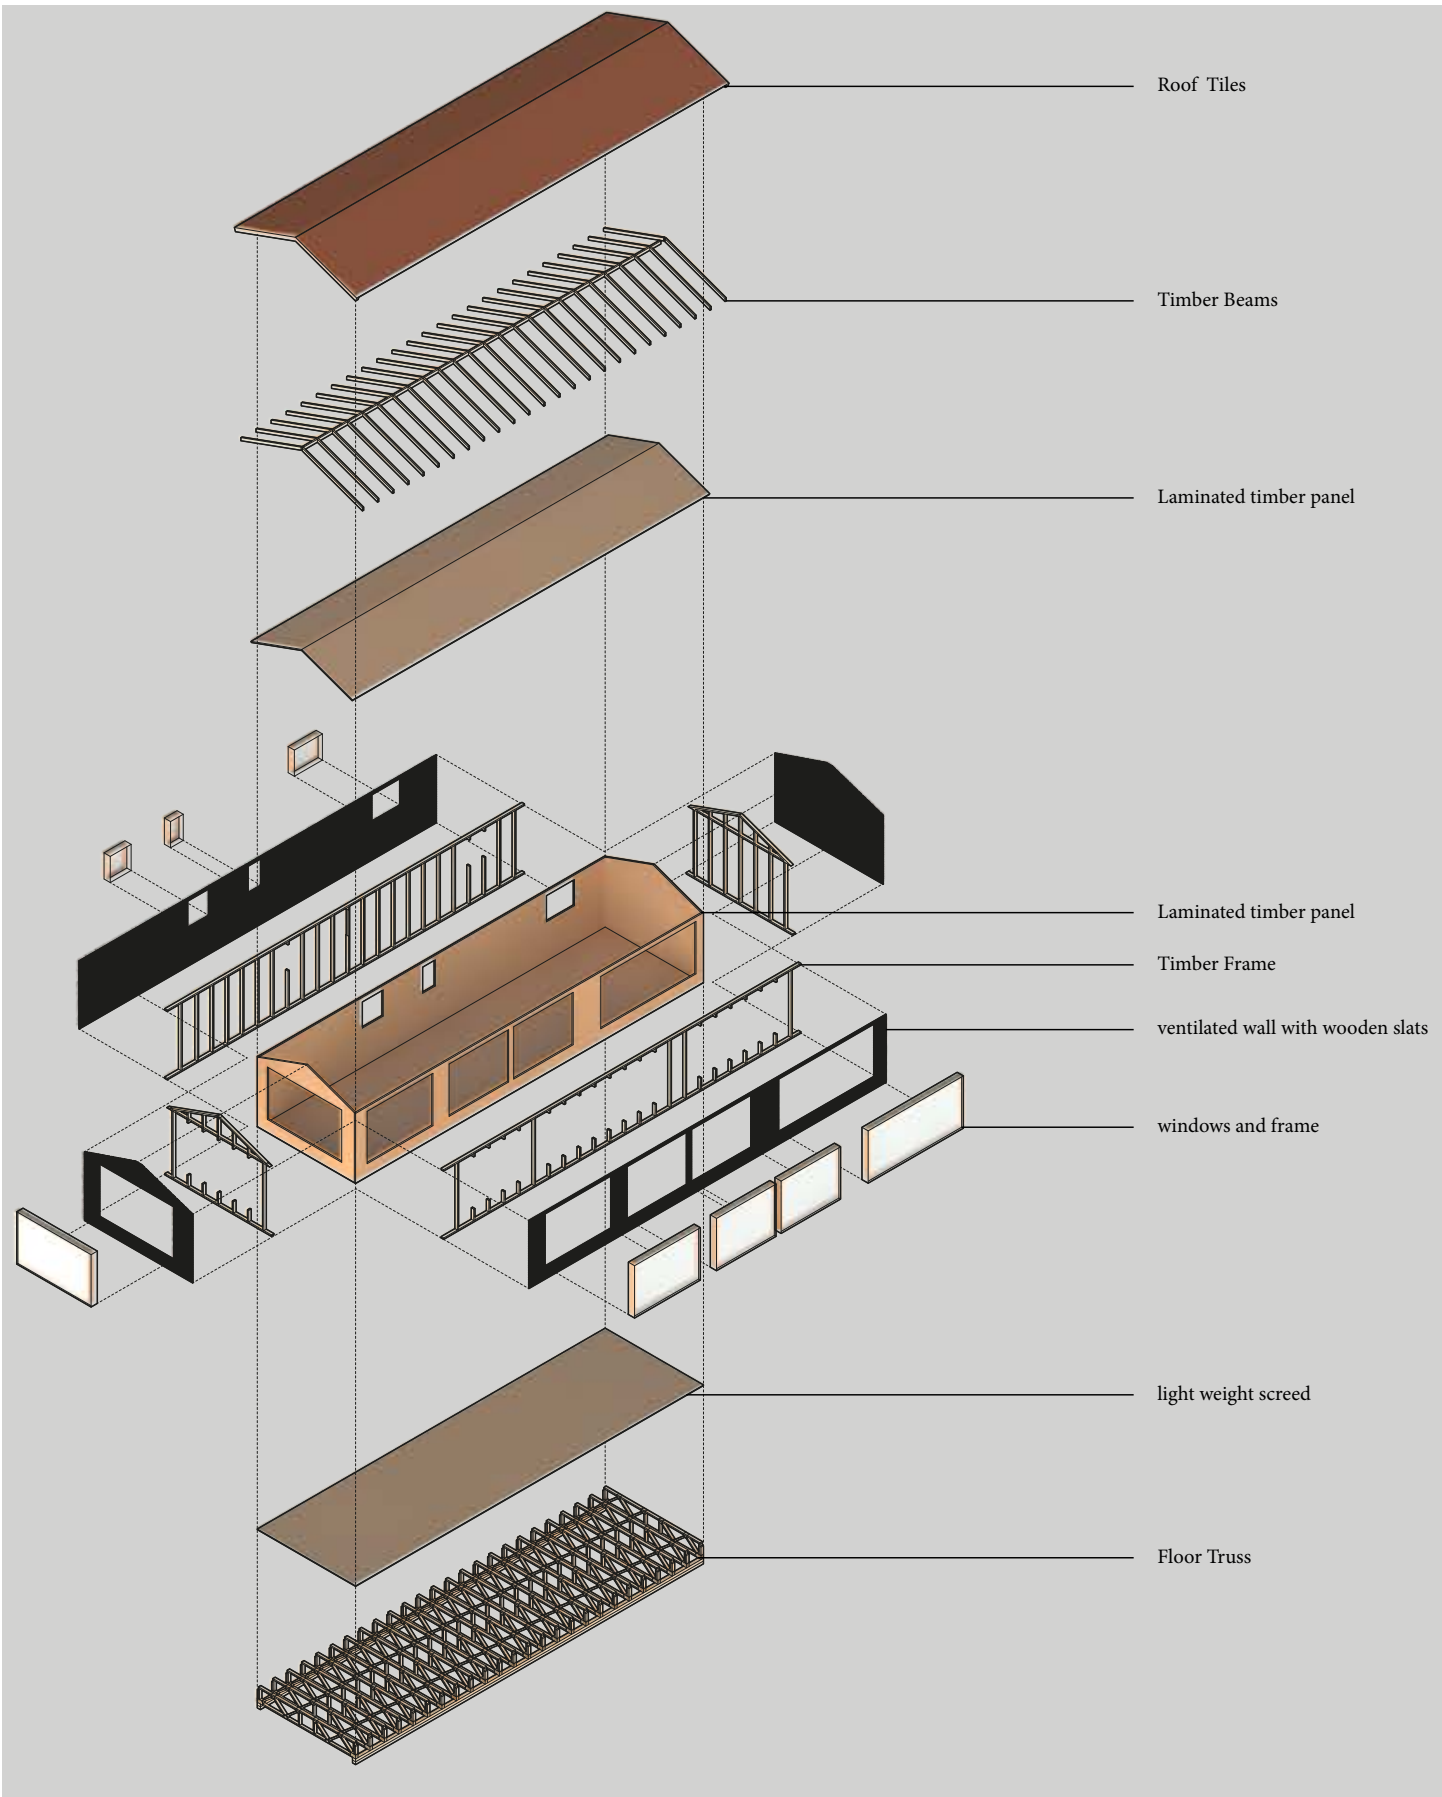 Roof Tiles
Timber Beams
Laminated timber panel
Laminated timber panel
Timber Frame
ventilated wall with wooden slats
windows and frame
light weight screed
Floor Truss